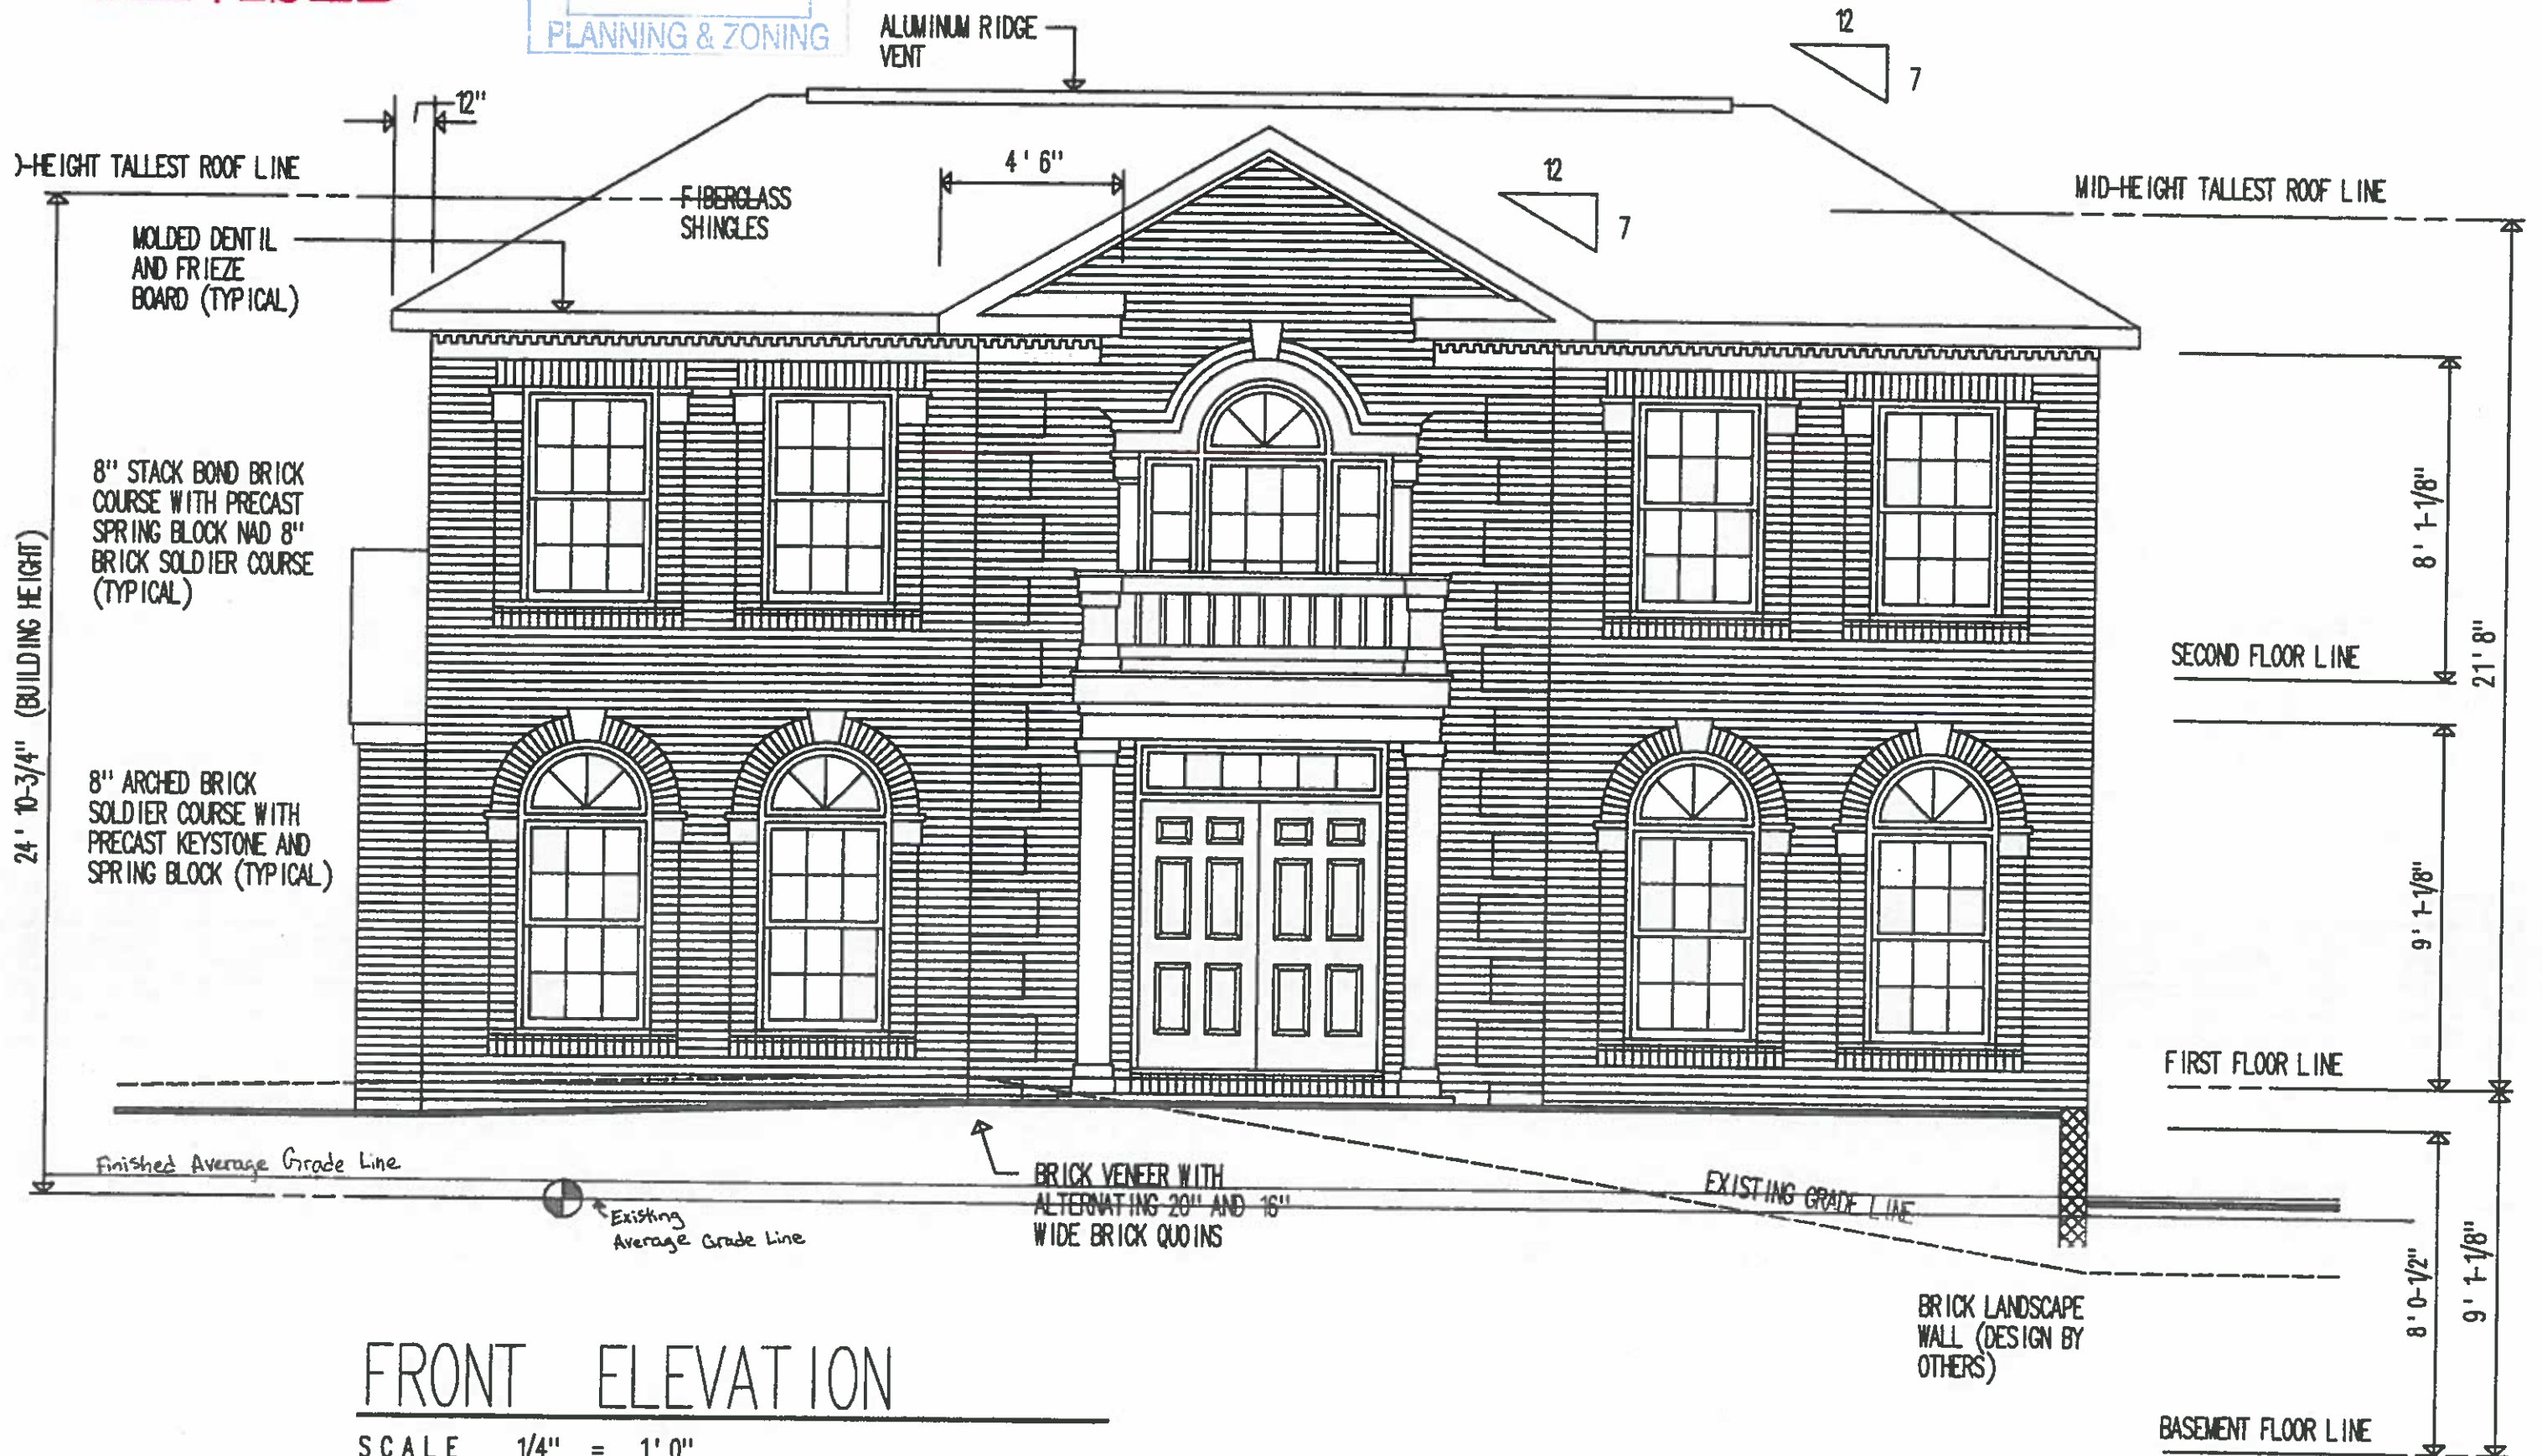 PLANNING & ZONING
ALUMINUM RIDGE
VENT
12
7
12"
4' 6"
12
7
)-HEIGHT TALLEST ROOF LINE
FIBERGLASS
SHINGLES
MID-HEIGHT TALLEST ROOF LINE
MOLDED DENTIL
AND FRIEZE
BOARD (TYPICAL)
8" STACK BOND BRICK
COURSE WITH PRECAST
SPRING BLOCK NAD 8"
BRICK SOLDIER COURSE
(TYPICAL)
24' 10-3/4" (BUILDING HEIGHT)
8' 1-1/8"
SECOND FLOOR LINE
21' 8"
8" ARCHED BRICK
SOLDIER COURSE WITH
PRECAST KEYSTONE AND
SPRING BLOCK (TYPICAL)
9' 1-1/8"
FIRST FLOOR LINE
Finished Average Grade Line
Existing
Average Grade Line
BRICK VENEER WITH
ALTERNATING 20" AND 16"
WIDE BRICK QUOINS
EXISTING GRADE LINE
8' 0-1/2"
9' 1-1/8"
BRICK LANDSCAPE
WALL (DESIGN BY
OTHERS)
FRONT ELEVATION
SCALE 1/4" = 1' 0"
BASEMENT FLOOR LINE